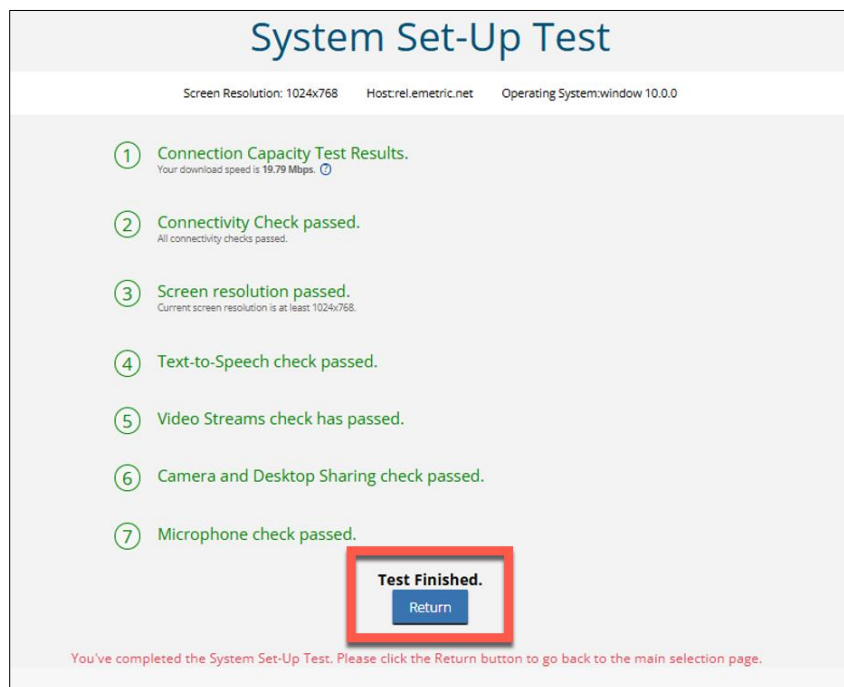 System Set-Up Test
Screen Resolution: 1024x768 Host:rel.emetric.net Operating System:window 10.0.0
1 Connection Capacity Test Results.
Your download speed is 19.79 Mbps. ?
2 Connectivity Check passed.
All connectivity checks passed.
3 Screen resolution passed.
Current screen resolution is at least 1024x768.
4 Text-to-Speech check passed.
5 Video Streams check has passed.
6 Camera and Desktop Sharing check passed.
7 Microphone check passed.
Test Finished.
Return
You've completed the System Set-Up Test. Please click the Return button to go back to the main selection page.